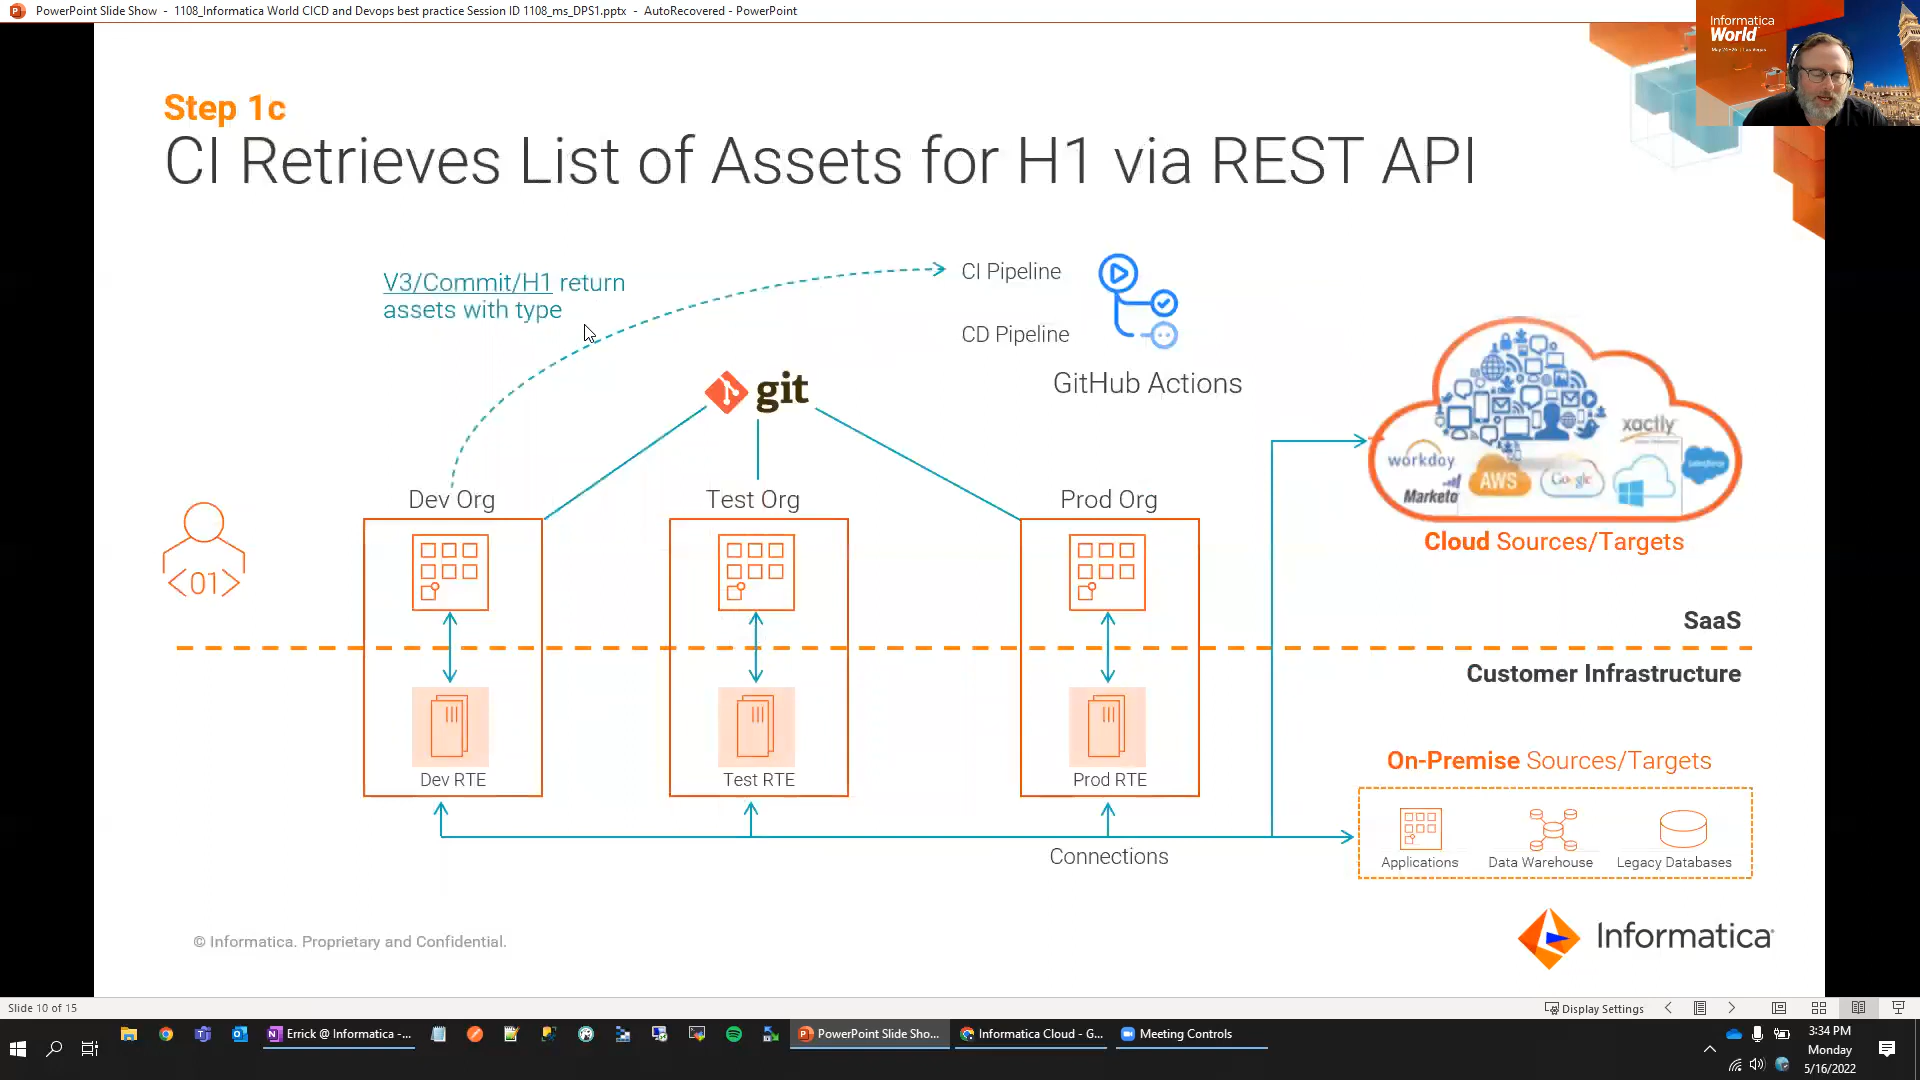 PowerPoint Slide Show - 1108_Informatica World CICD and Devops best practice Session ID 1108_ms_DPS1.pptx - AutoRecovered - PowerPoint
Informatica
World
Step 1c
CI Retrieves List of Assets for H1 via REST API
V3/Commit/H1 return
assets with type
CI Pipeline
CD Pipeline
GitHub Actions
git
Dev Org
Test Org
Prod Org
<01>
xactly
workday
Marketo
AWS
Google
salesforce
Cloud Sources/Targets
SaaS
Customer Infrastructure
Dev RTE
Test RTE
Prod RTE
On-Premise Sources/Targets
Applications
Data Warehouse
Legacy Databases
Connections
© Informatica. Proprietary and Confidential.
Informatica
Slide 10 of 15
Display Settings
Errick @ Informatica -...
PowerPoint Slide Sho...
Informatica Cloud - G...
Meeting Controls
3:34 PM
Monday
5/16/2022